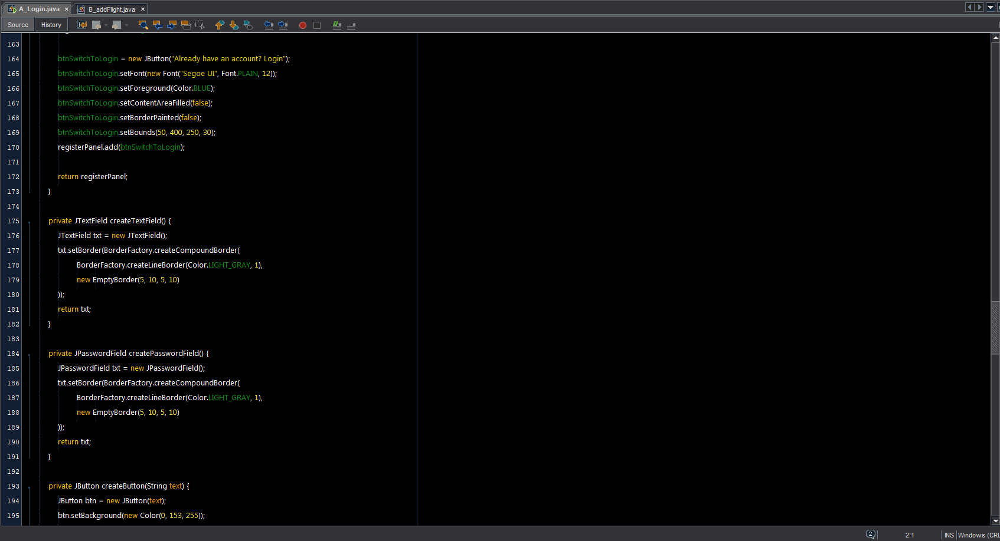 A_Login.java × B_addFlight.java ×
Source History
163
164 btnSwitchToLogin = new JButton("Already have an account? Login");
165 btnSwitchToLogin.setFont(new Font("Segoe UI", Font.PLAIN, 12));
166 btnSwitchToLogin.setForeground(Color.BLUE);
167 btnSwitchToLogin.setContentAreaFilled(false);
168 btnSwitchToLogin.setBorderPainted(false);
169 btnSwitchToLogin.setBounds(50, 400, 250, 30);
170 registerPanel.add(btnSwitchToLogin);
171
172 return registerPanel;
173 }
174
175 private JTextField createTextField() {
176 JTextField txt = new JTextField();
177 txt.setBorder(BorderFactory.createCompoundBorder(
178 BorderFactory.createLineBorder(Color.LIGHT_GRAY, 1),
179 new EmptyBorder(5, 10, 5, 10)
180 ));
181 return txt;
182 }
183
184 private JPasswordField createPasswordField() {
185 JPasswordField txt = new JPasswordField();
186 txt.setBorder(BorderFactory.createCompoundBorder(
187 BorderFactory.createLineBorder(Color.LIGHT_GRAY, 1),
188 new EmptyBorder(5, 10, 5, 10)
189 ));
190 return txt;
191 }
192
193 private JButton createButton(String text) {
194 JButton btn = new JButton(text);
195 btn.setBackground(new Color(0, 153, 255));
2 2:1 INS Windows (CRL